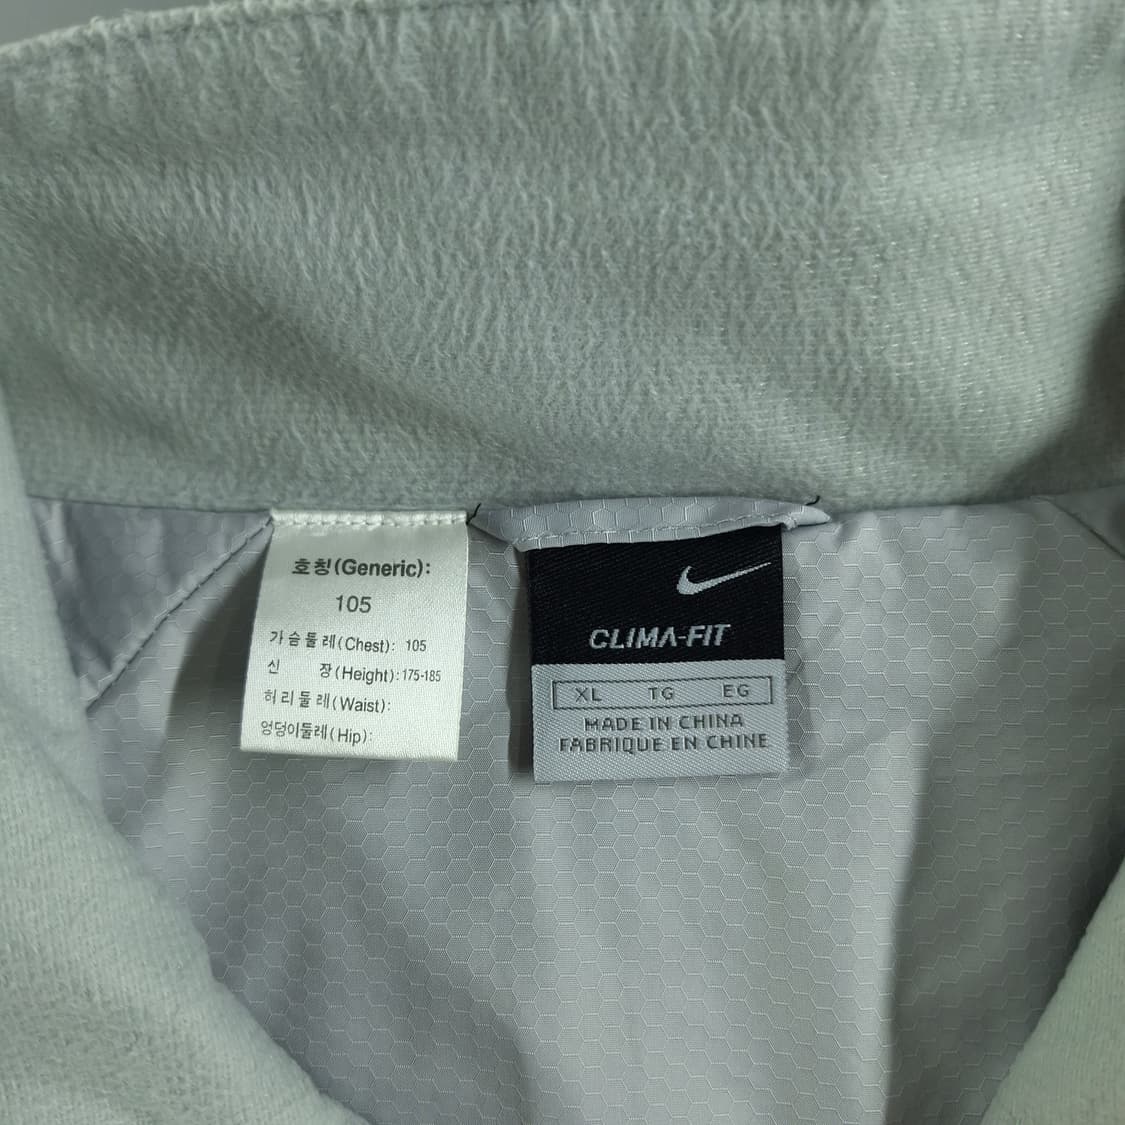 호칭(Generic):
105
가슴둘레(Chest): 105
신 장(Height):175-185
허리둘레(Waist):
엉덩이둘레(Hip):
CLIMA-FIT
XL TG EG
MADE IN CHINA
FABRIQUE EN CHINE